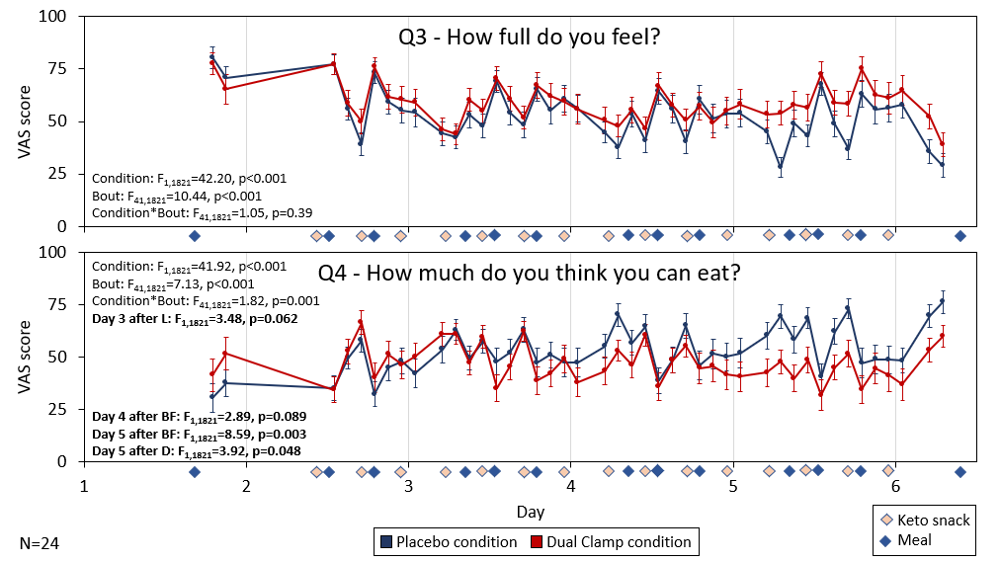 Q3 - How full do you feel?
VAS score
100
75
50
25
0
Condition: F1,1821=42.20, p<0.001
Bout: F41,1821=10.44, p<0.001
Condition*Bout: F41,1821=1.05, p=0.39
Q4 - How much do you think you can eat?
VAS score
100
75
50
25
0
Condition: F1,1821=41.92, p<0.001
Bout: F41,1821=7.13, p<0.001
Condition*Bout: F41,1821=1.82, p=0.001
Day 3 after L: F1,1821=3.48, p=0.062
Day 4 after BF: F1,1821=2.89, p=0.089
Day 5 after BF: F1,1821=8.59, p=0.003
Day 5 after D: F1,1821=3.92, p=0.048
1 2 3 4 5 6
Day
N=24
Placebo condition Dual Clamp condition
Keto snack
Meal